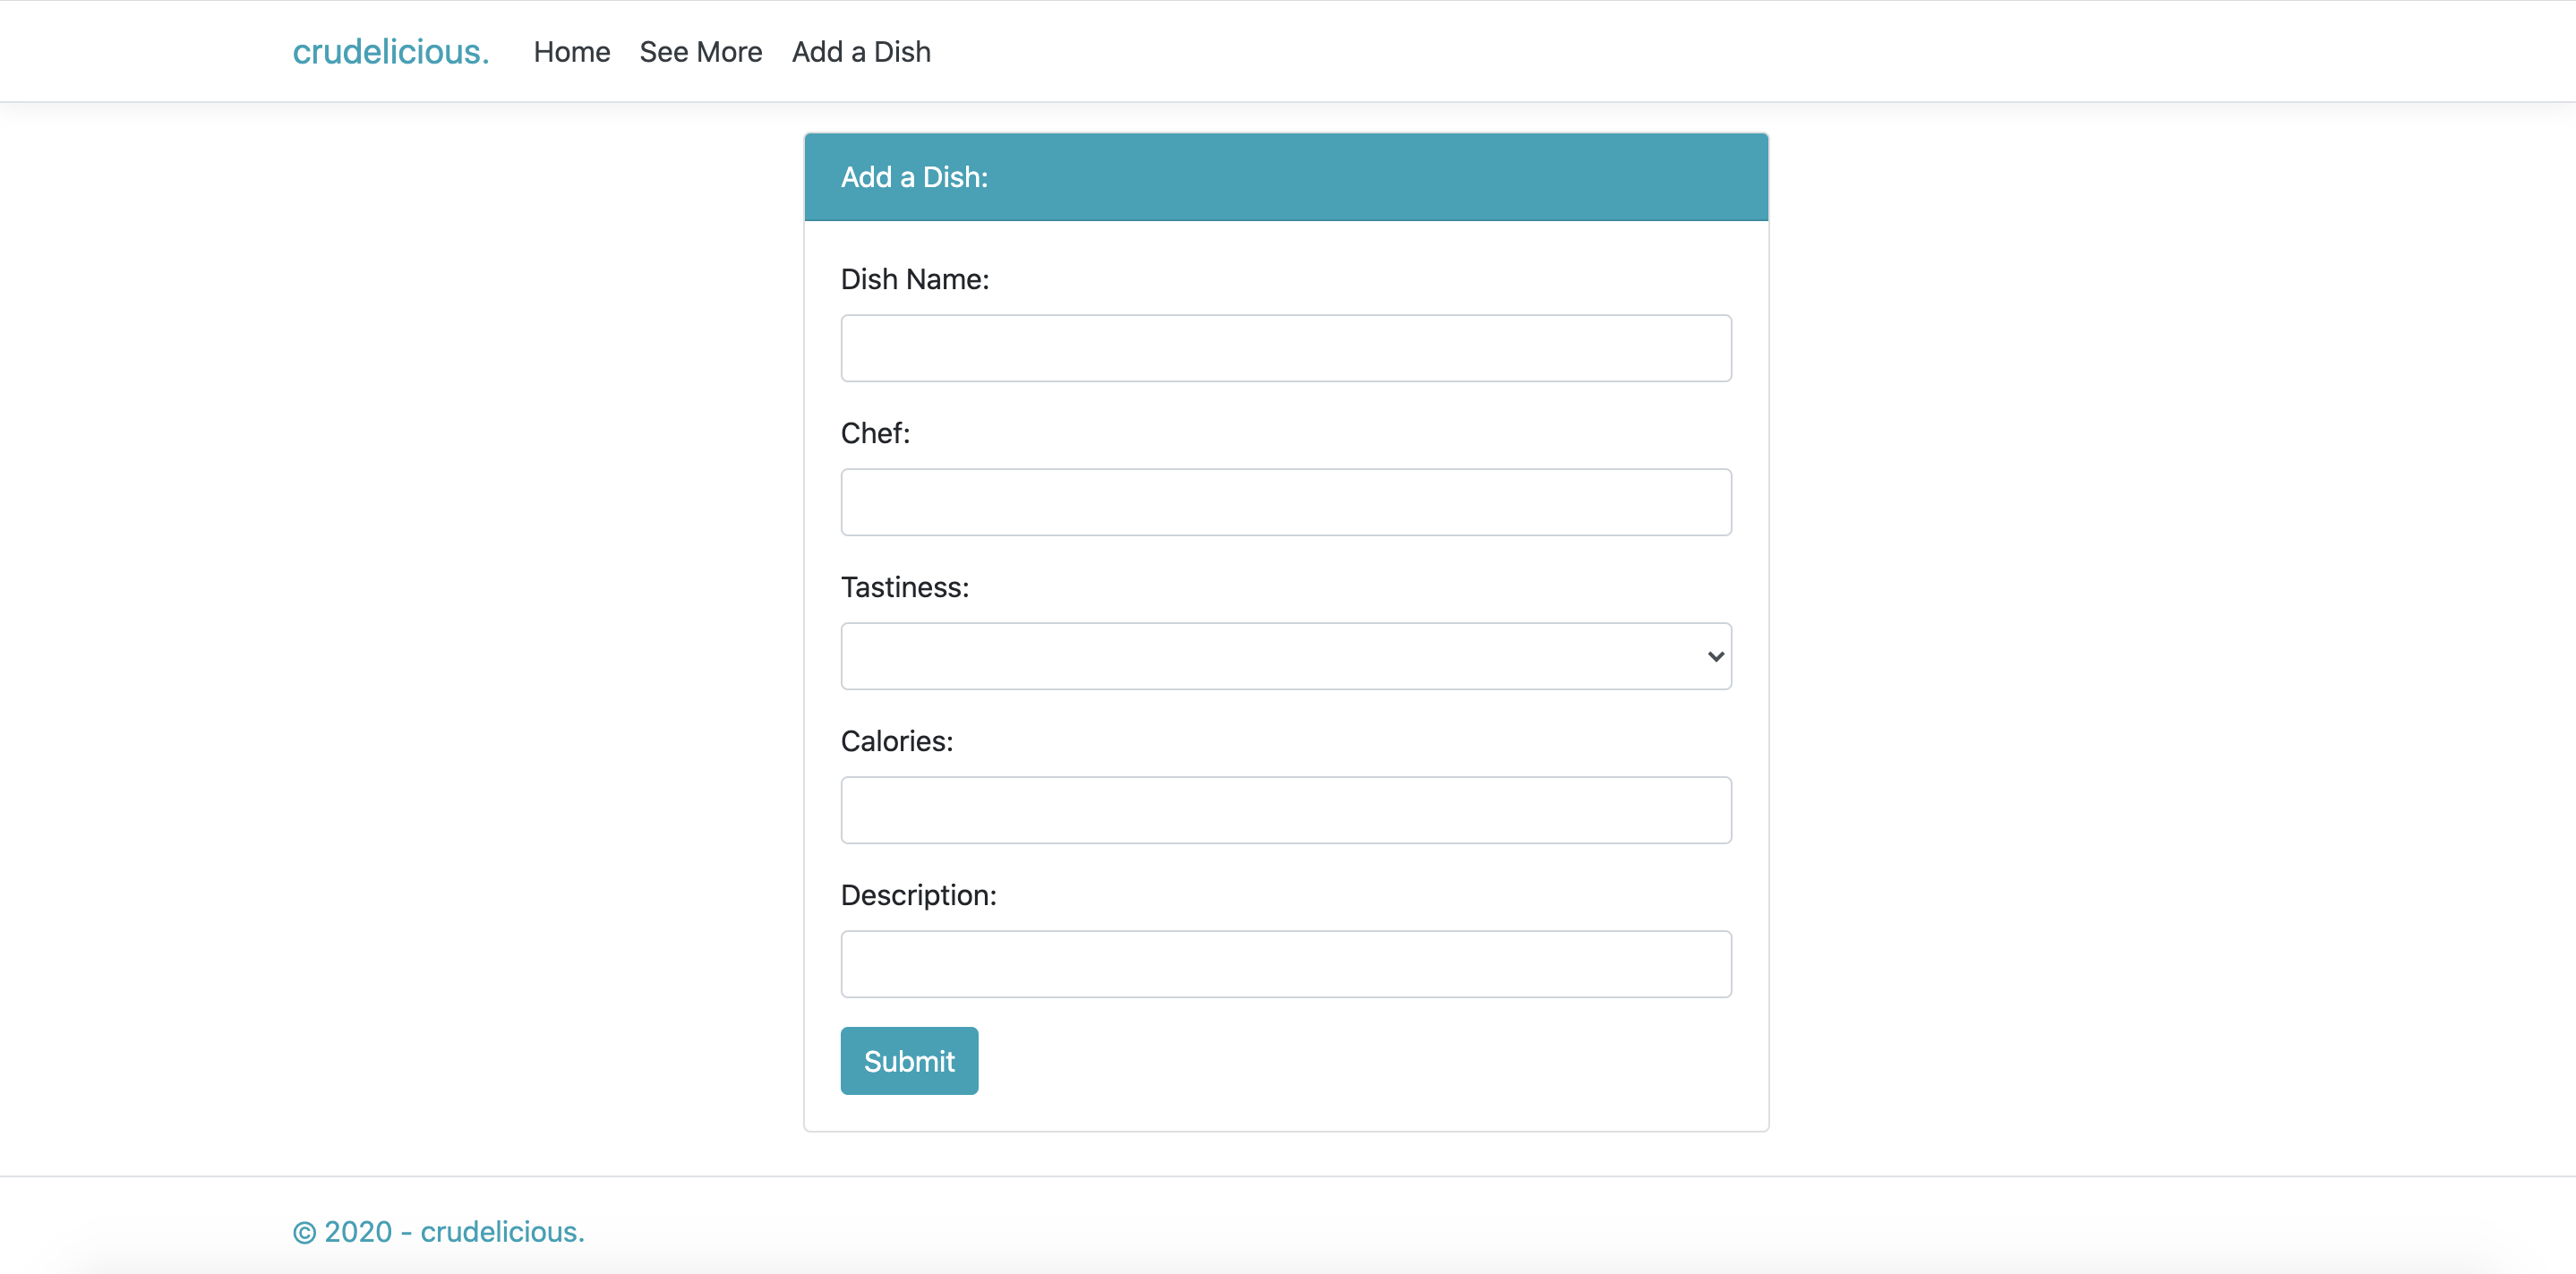 crudelicious. Home See More Add a Dish
Add a Dish:
Dish Name:
Chef:
Tastiness:
Calories:
Description:
Submit
© 2020 - crudelicious.